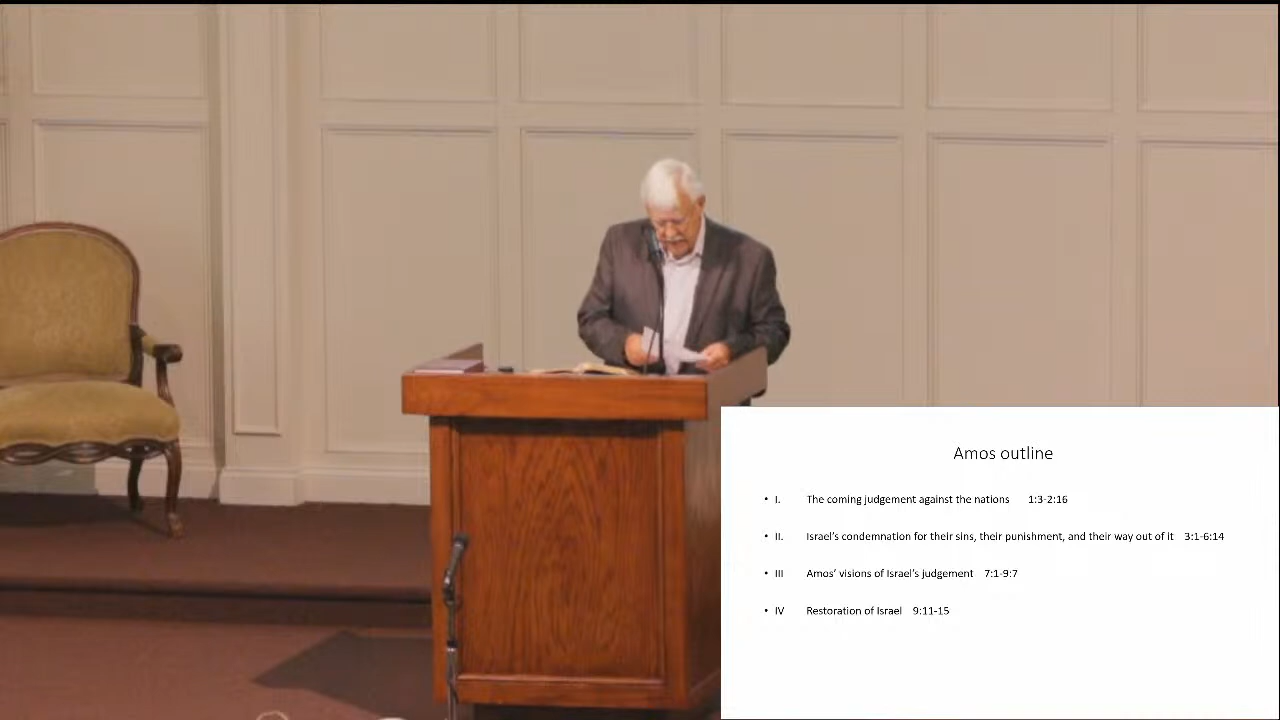 Amos outline
• I. The coming judgement against the nations 1:3-2:16
• II. Israel's condemnation for their sins, their punishment, and their way out of it 3:1-6:14
• III Amos' visions of Israel's judgement 7:1-9:7
• IV Restoration of Israel 9:11-15